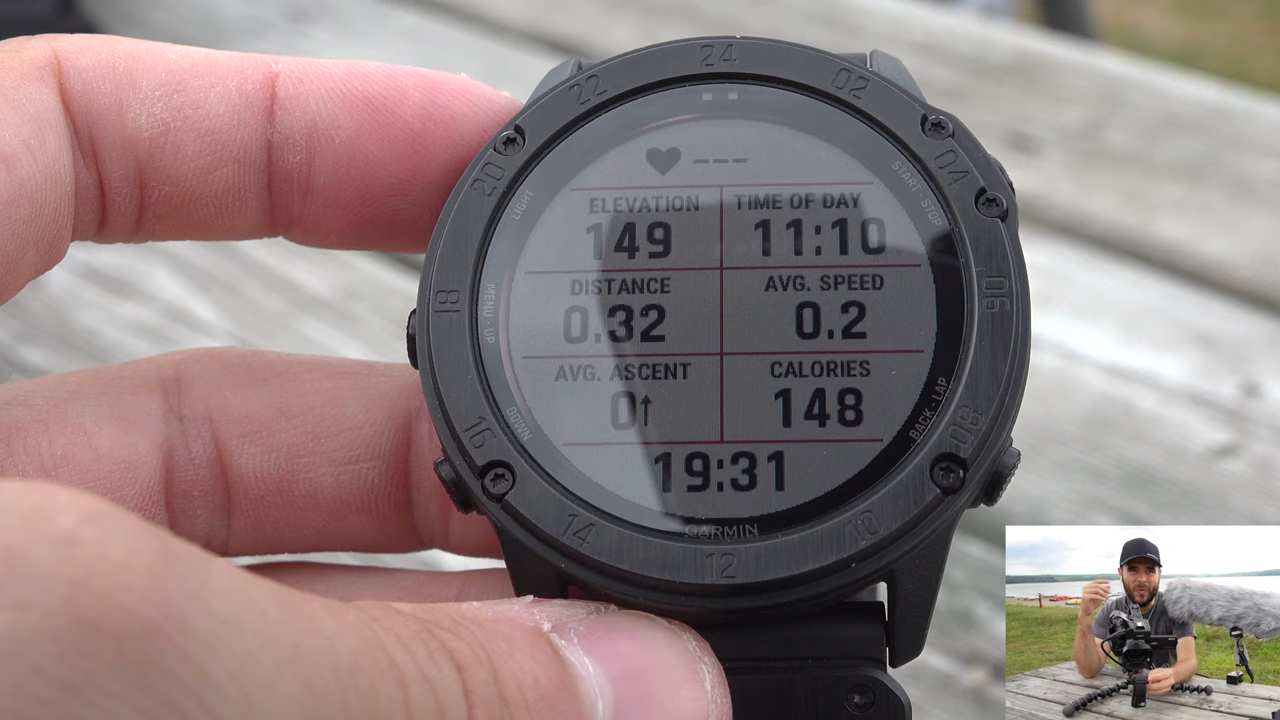 24
22
02
20
04
LIGHT
START·STOP
---
ELEVATION
TIME OF DAY
149
11:10
18
MENU·UP
06
DISTANCE
AVG. SPEED
0.32
0.2
AVG. ASCENT
CALORIES
0↑
148
16
DOWN
BACK·LAP
08
19:31
14
GARMIN
10
12